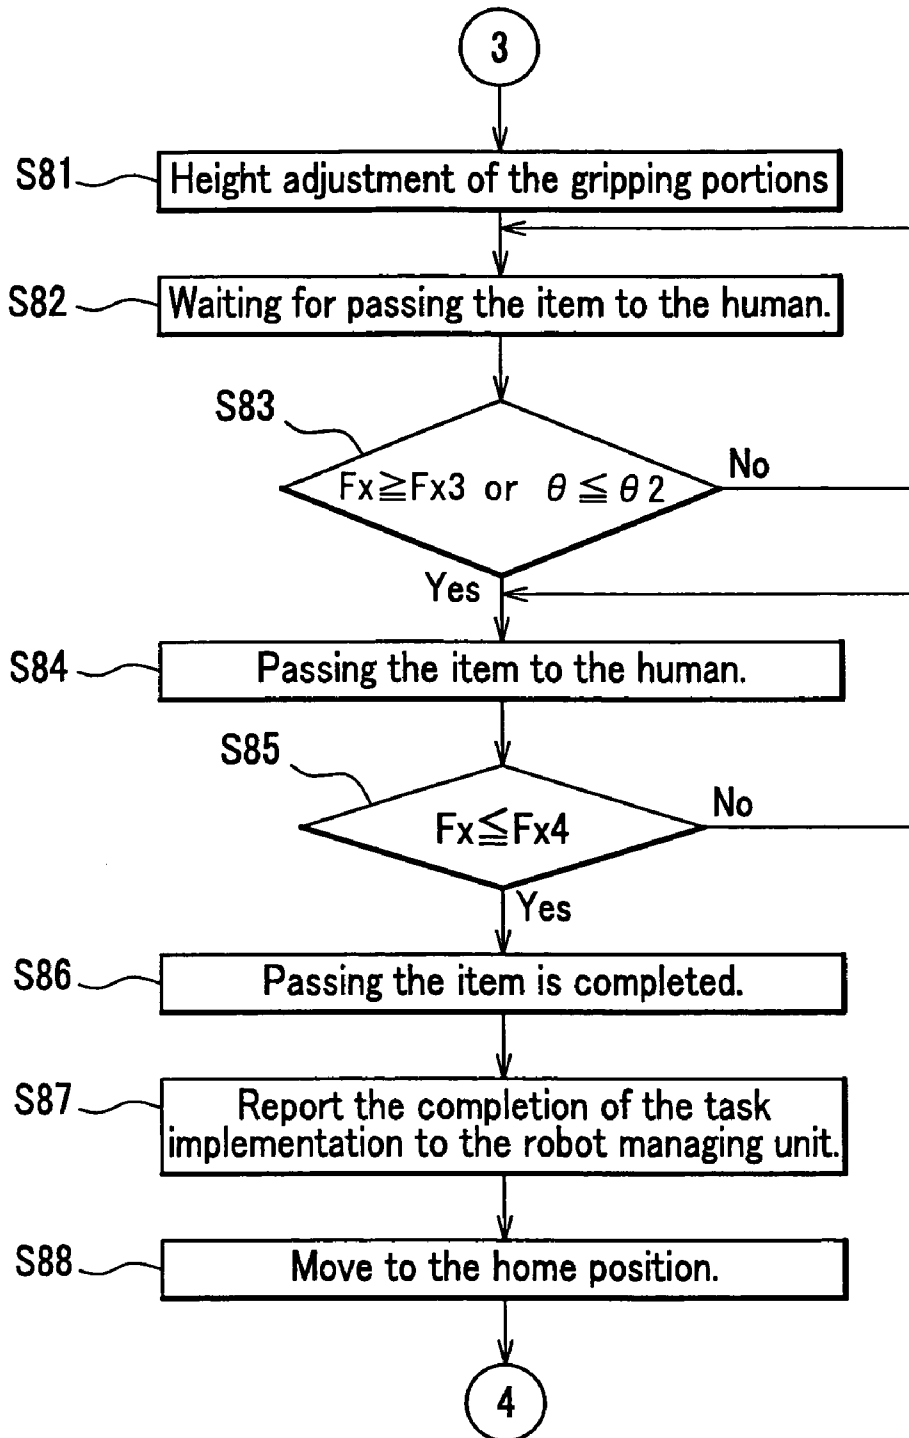 3
S81
Height adjustment of the gripping portions
S82
Waiting for passing the item to the human.
S83
Fx≧Fx3 or θ≦θ2
No
Yes
S84
Passing the item to the human.
S85
Fx≦Fx4
No
Yes
S86
Passing the item is completed.
S87
Report the completion of the task
implementation to the robot managing unit.
S88
Move to the home position.
4